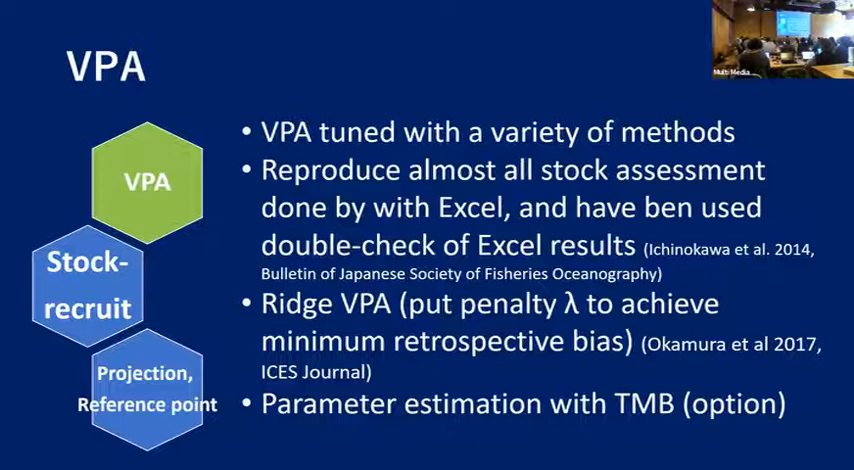 VPA
Multi Media
VPA
Stock-
recruit
Projection,
Reference point
• VPA tuned with a variety of methods
• Reproduce almost all stock assessment
done by with Excel, and have ben used
double-check of Excel results (Ichinokawa et al. 2014,
Bulletin of Japanese Society of Fisheries Oceanography)
• Ridge VPA (put penalty λ to achieve
minimum retrospective bias) (Okamura et al 2017,
ICES Journal)
• Parameter estimation with TMB (option)